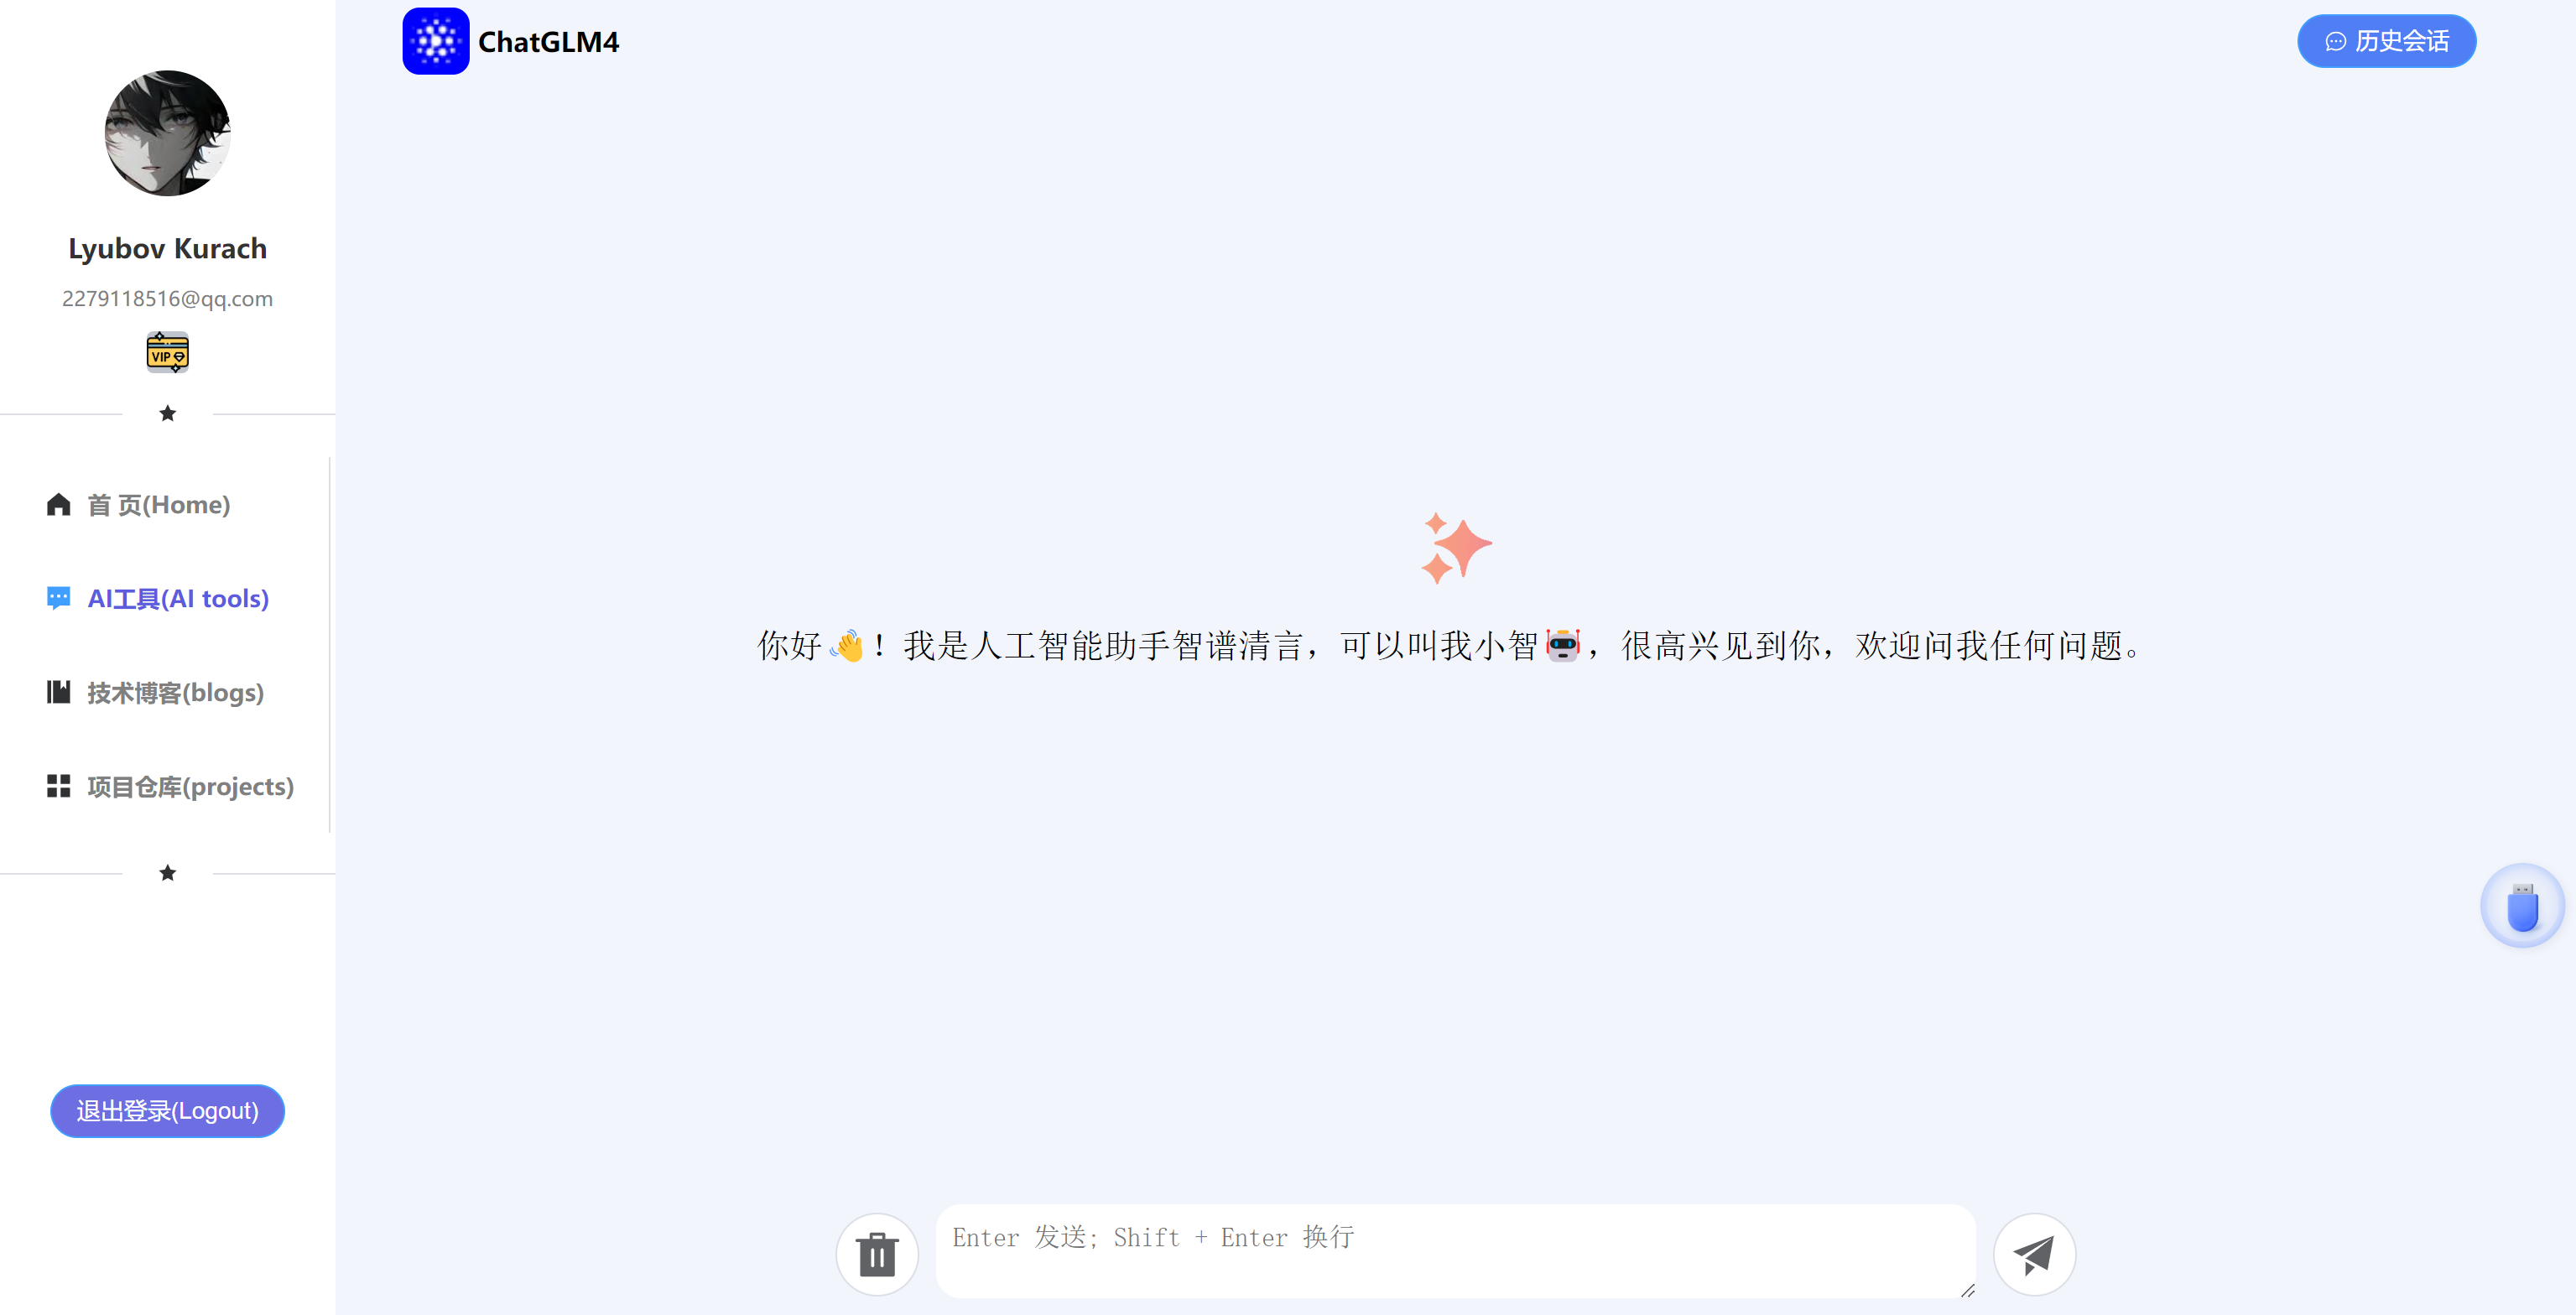 ChatGLM4
历史会话
Lyubov Kurach
2279118516@qq.com
VIP
首 页(Home)
AI工具(AI tools)
技术博客(blogs)
项目仓库(projects)
退出登录(Logout)
你好👋！我是人工智能助手智谱清言，可以叫我小智🤖，很高兴见到你，欢迎问我任何问题。
Enter 发送; Shift + Enter 换行